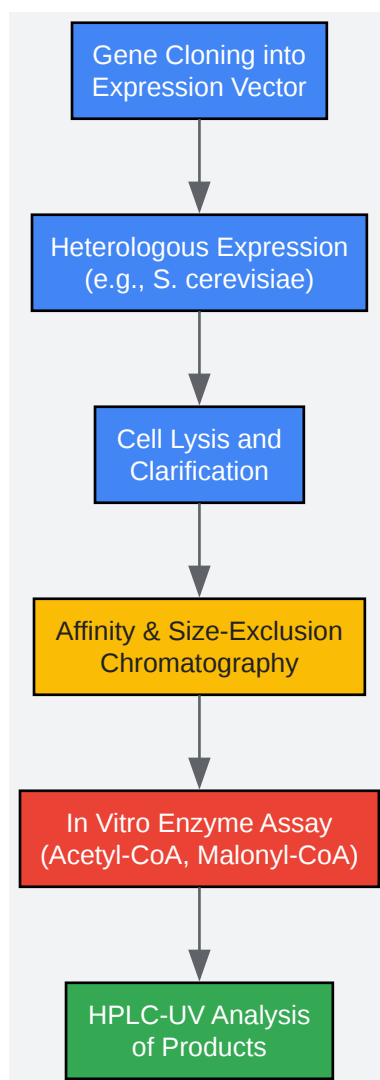 Gene Cloning into
Expression Vector
Heterologous Expression
(e.g., S. cerevisiae)
Cell Lysis and
Clarification
Affinity & Size-Exclusion
Chromatography
In Vitro Enzyme Assay
(Acetyl-CoA, Malonyl-CoA)
HPLC-UV Analysis
of Products